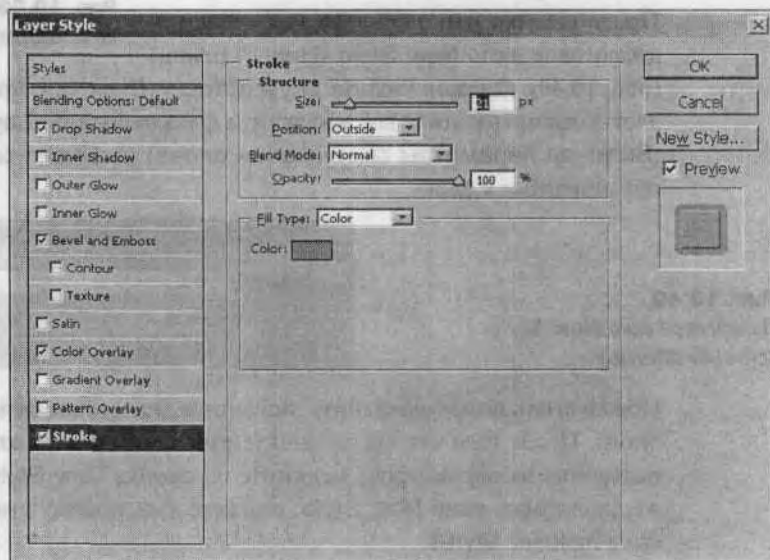 Layer Style
Styles
Blending Options: Default
Drop Shadow
Inner Shadow
Outer Glow
Inner Glow
Bevel and Emboss
Contour
Texture
Satin
Color Overlay
Gradient Overlay
Pattern Overlay
Stroke
Stroke
Structure
Size: px
Position: Outside
Blend Mode: Normal
Opacity: 100 %
Fill Type: Color
Color:
OK
Cancel
New Style...
Preview